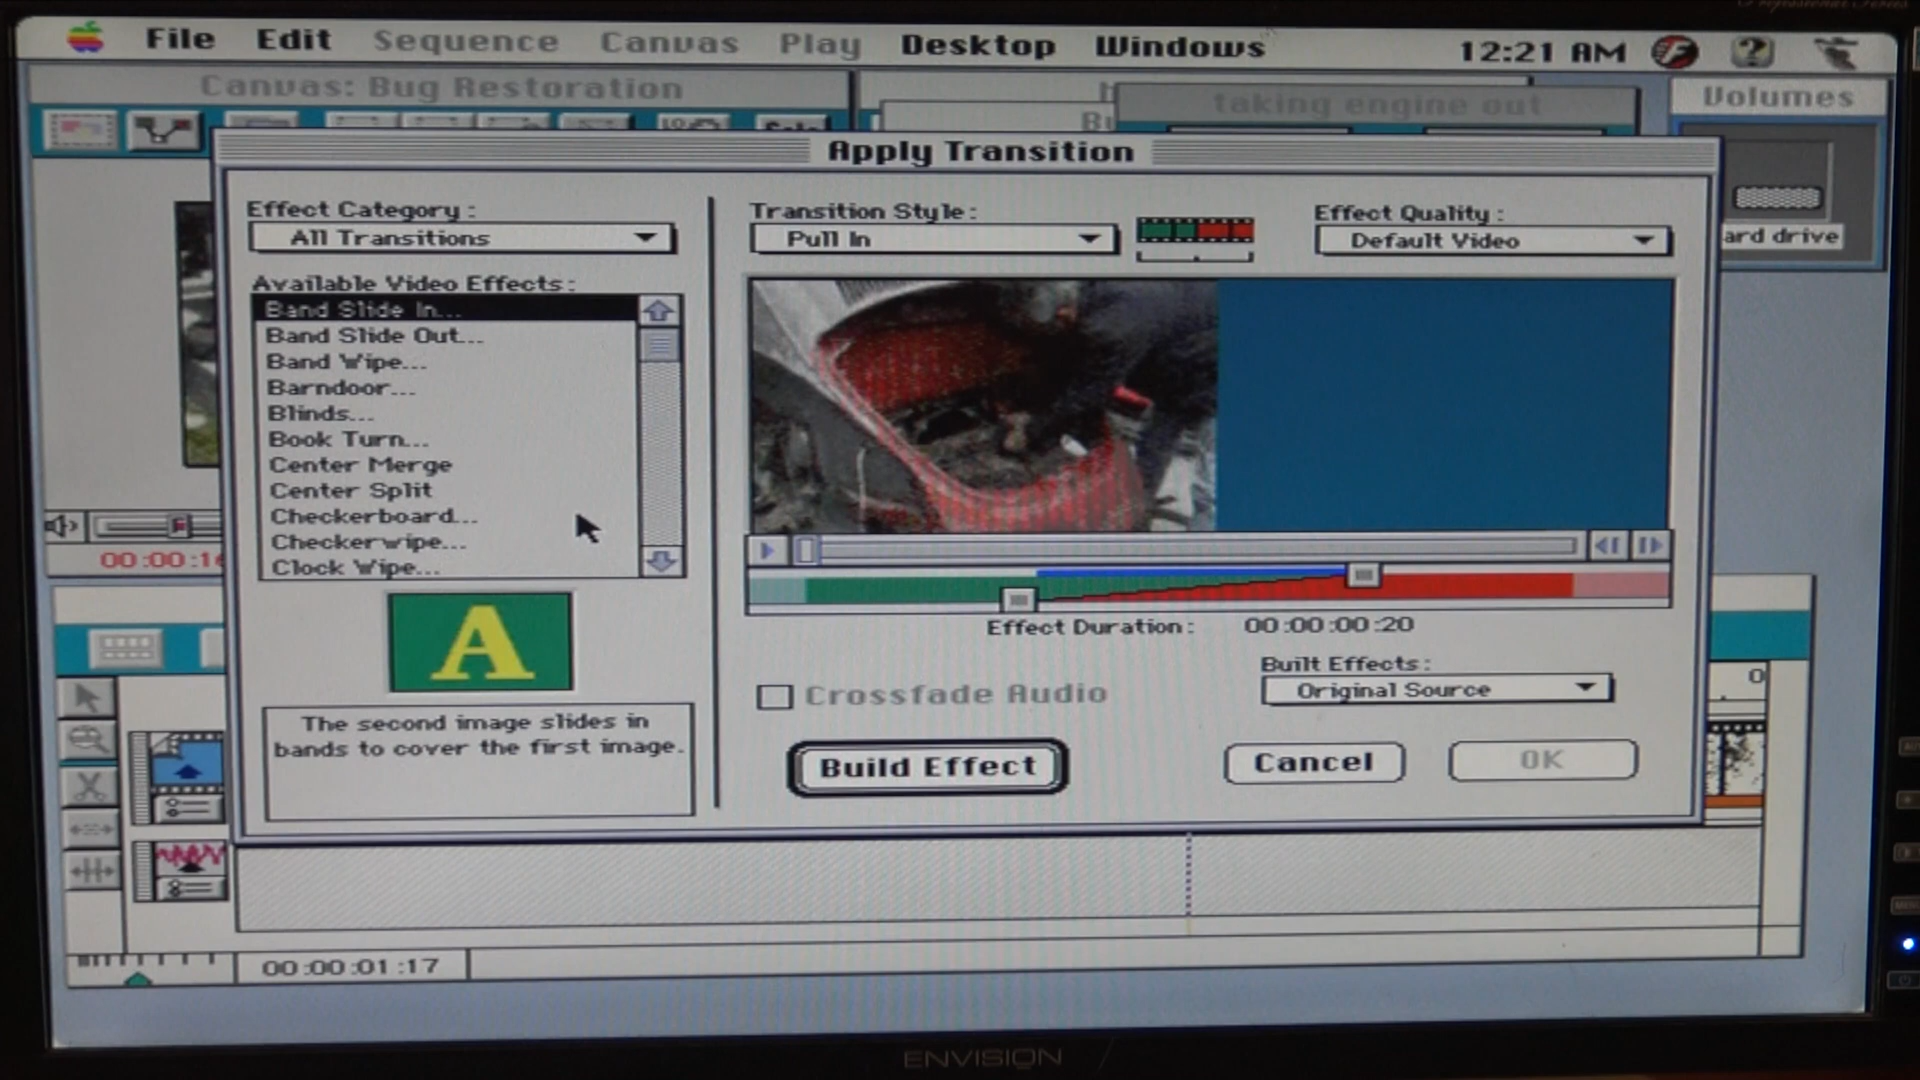 File Edit Sequence Canvas Play Desktop Windows 12:21 AM
Canvas: Bug Restoration
taking engine out
Volumes
Apply Transition
Effect Category:
All Transitions
Available Video Effects:
Band Slide In...
Band Slide Out...
Band Wipe...
Barndoor...
Blinds...
Book Turn...
Center Merge
Center Split
Checkerboard...
Checkerwipe...
Clock Wipe...
A
The second image slides in
bands to cover the first image.
Transition Style:
Pull In
Effect Quality:
Default Video
ard drive
Effect Duration: 00:00:00:20
Crossfade Audio
Built Effects:
Original Source
Build Effect
Cancel
OK
00:00:16
00:00:01:17
ENVISION